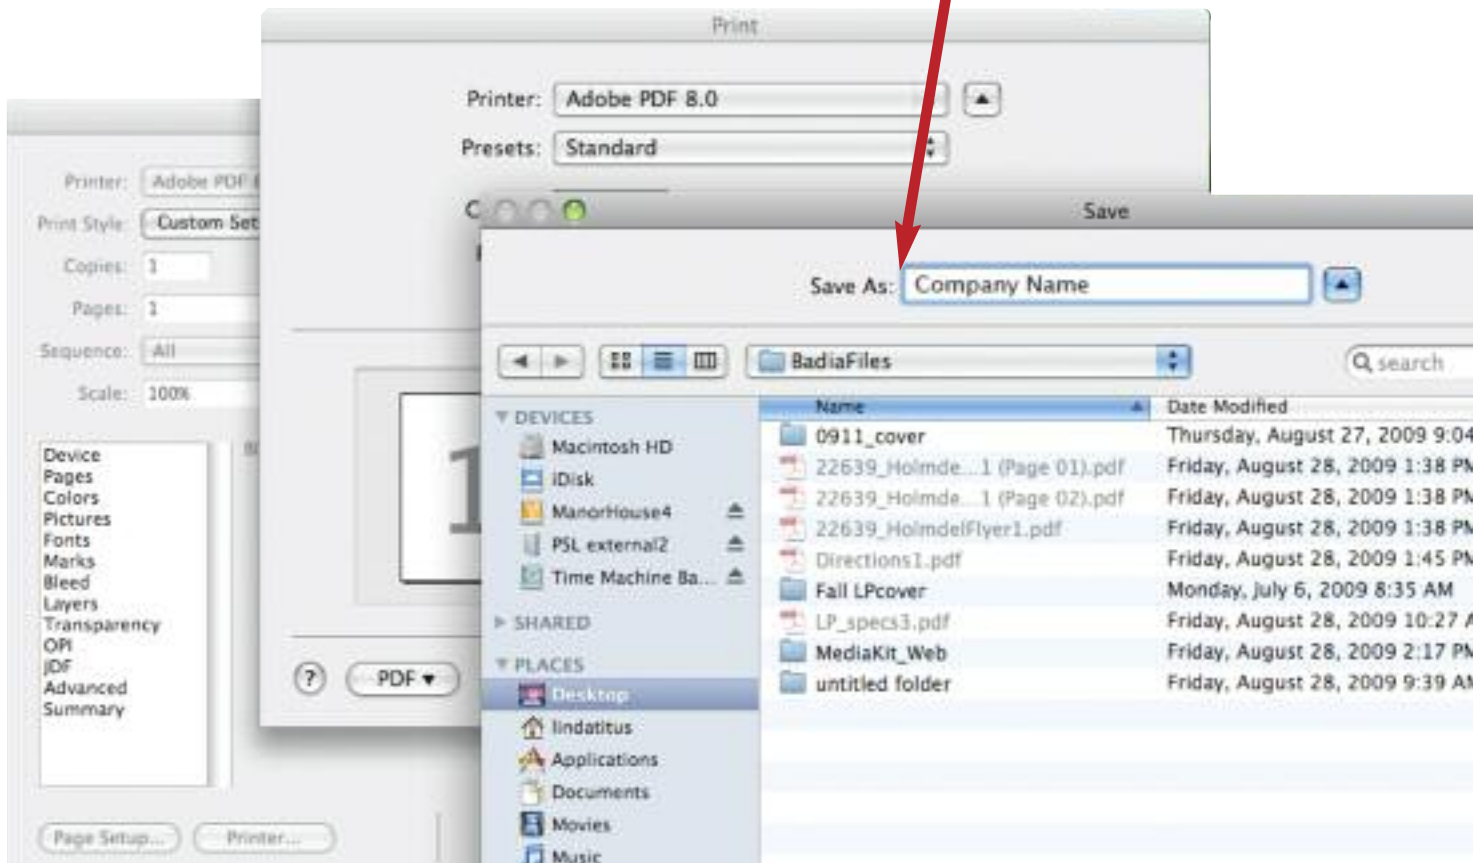 Print
Printer: Adobe PDF 8.0
Presets: Standard
Printer: Adobe PDF
Print Style: Custom Set
Copies: 1
Pages: 1
Sequence: All
Scale: 100%
Device
Pages
Colors
Pictures
Fonts
Marks
Bleed
Layers
Transparency
OPI
JDF
Advanced
Summary
Page Setup...
Printer...
1
?
PDF
Save
Save As: Company Name
BadiaFiles
search
DEVICES
Macintosh HD
iDisk
ManorHouse4
PSL external2
Time Machine Ba...
SHARED
PLACES
Desktop
lindatitus
Applications
Documents
Movies
Music
Name Date Modified
0911_cover Thursday, August 27, 2009 9:04
22639_Holmde...1 (Page 01).pdf Friday, August 28, 2009 1:38 PM
22639_Holmde...1 (Page 02).pdf Friday, August 28, 2009 1:38 PM
22639_HolmdelFlyer1.pdf Friday, August 28, 2009 1:38 PM
Directions1.pdf Friday, August 28, 2009 1:45 PM
Fall LPcover Monday, July 6, 2009 8:35 AM
LP_specs3.pdf Friday, August 28, 2009 10:27 A
MediaKit_Web Friday, August 28, 2009 2:17 PM
untitled folder Friday, August 28, 2009 9:39 AM